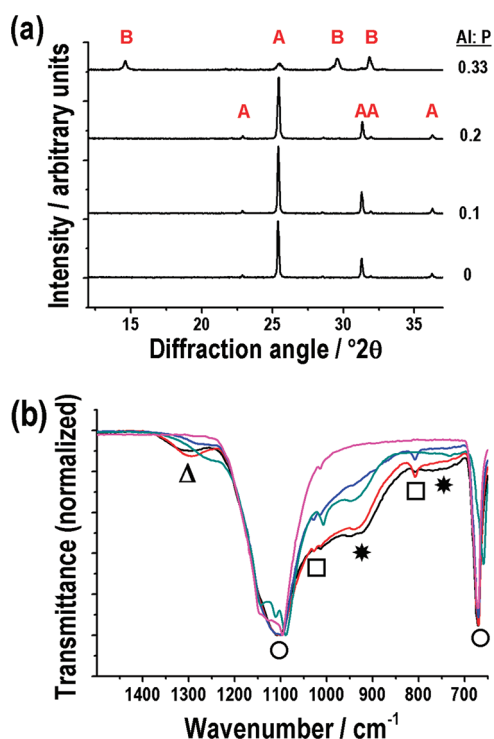 (a)
B A B B Al: P
0.33
A AA A 0.2
0.1
0
Intensity / arbitrary units
15 20 25 30 35
Diffraction angle / °2θ
(b)
Transmittance (normalized)
1400 1300 1200 1100 1000 900 800 700
Wavenumber / cm-1